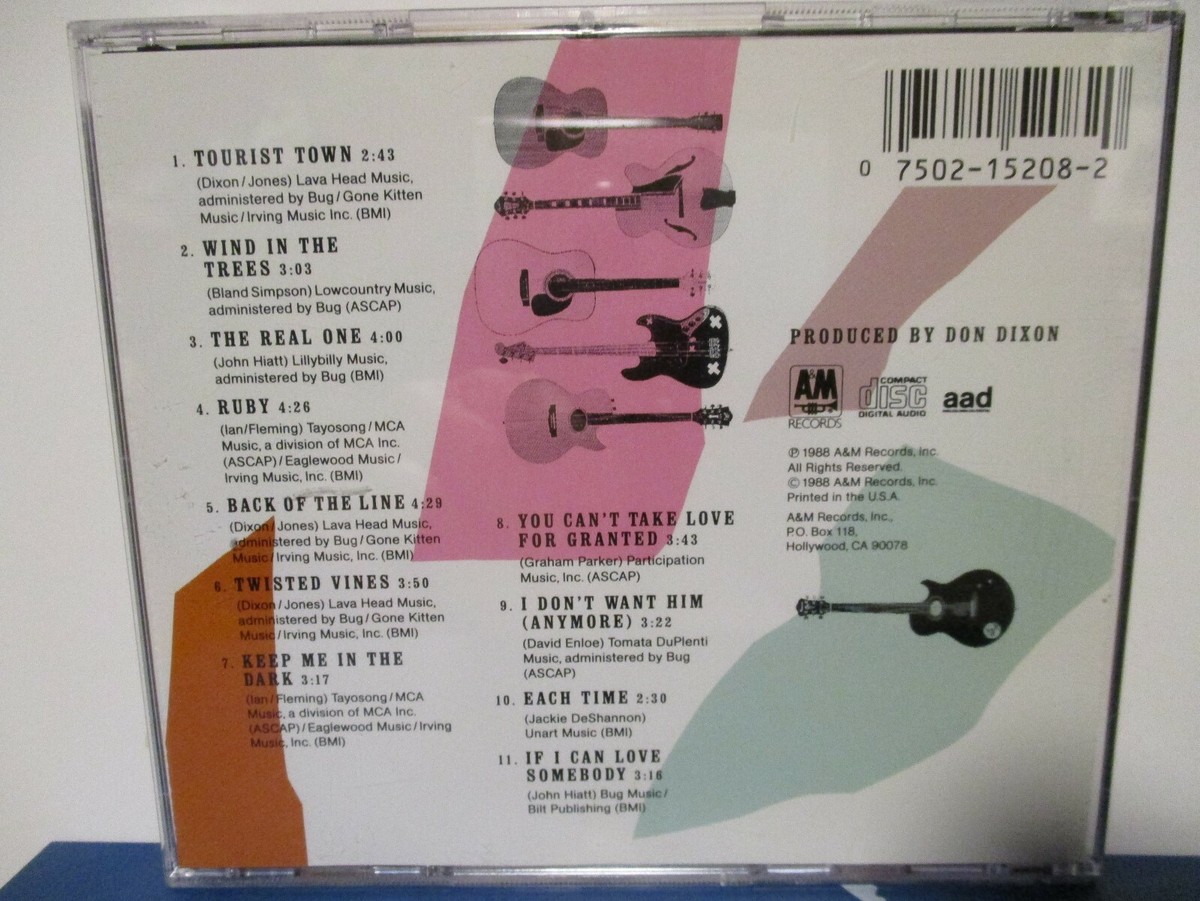 1. TOURIST TOWN 2:43
(Dixon/Jones) Lava Head Music,
administered by Bug/Gone Kitten
Music/Irving Music Inc. (BMI)
2. WIND IN THE
TREES 3:03
(Bland Simpson) Lowcountry Music,
administered by Bug (ASCAP)
3. THE REAL ONE 4:00
(John Hiatt) Lillybilly Music,
administered by Bug (BMI)
4. RUBY 4:26
(Ian/Fleming) Tayosong/MCA
Music, a division of MCA Inc.
(ASCAP)/Eaglewood Music/
Irving Music, Inc. (BMI)
5. BACK OF THE LINE 4:29
(Dixon/Jones) Lava Head Music,
administered by Bug/Gone Kitten
Music/Irving Music, Inc. (BMI)
6. TWISTED VINES 3:50
(Dixon/Jones) Lava Head Music,
administered by Bug/Gone Kitten
Music/Irving Music, Inc. (BMI)
7. KEEP ME IN THE
DARK 3:17
(Ian/Fleming) Tayosong/MCA
Music, a division of MCA Inc.
(ASCAP)/Eaglewood Music/Irving
Music, Inc. (BMI)
8. YOU CAN'T TAKE LOVE
FOR GRANTED 3:43
(Graham Parker) Participation
Music, Inc. (ASCAP)
9. I DON'T WANT HIM
(ANYMORE) 3:22
(David Enloe) Tomata DuPlenti
Music, administered by Bug
(ASCAP)
10. EACH TIME 2:30
(Jackie DeShannon)
Unart Music (BMI)
11. IF I CAN LOVE
SOMEBODY 3:16
(John Hiatt) Bug Music/
Bilt Publishing (BMI)
0 7502-15208-2
PRODUCED BY DON DIXON
A&M
RECORDS
COMPACT
disc
DIGITAL AUDIO
aad
℗ 1988 A&M Records, Inc.
All Rights Reserved.
© 1988 A&M Records, Inc.
Printed in the U.S.A.
A&M Records, Inc.,
P.O. Box 118,
Hollywood, CA 90078